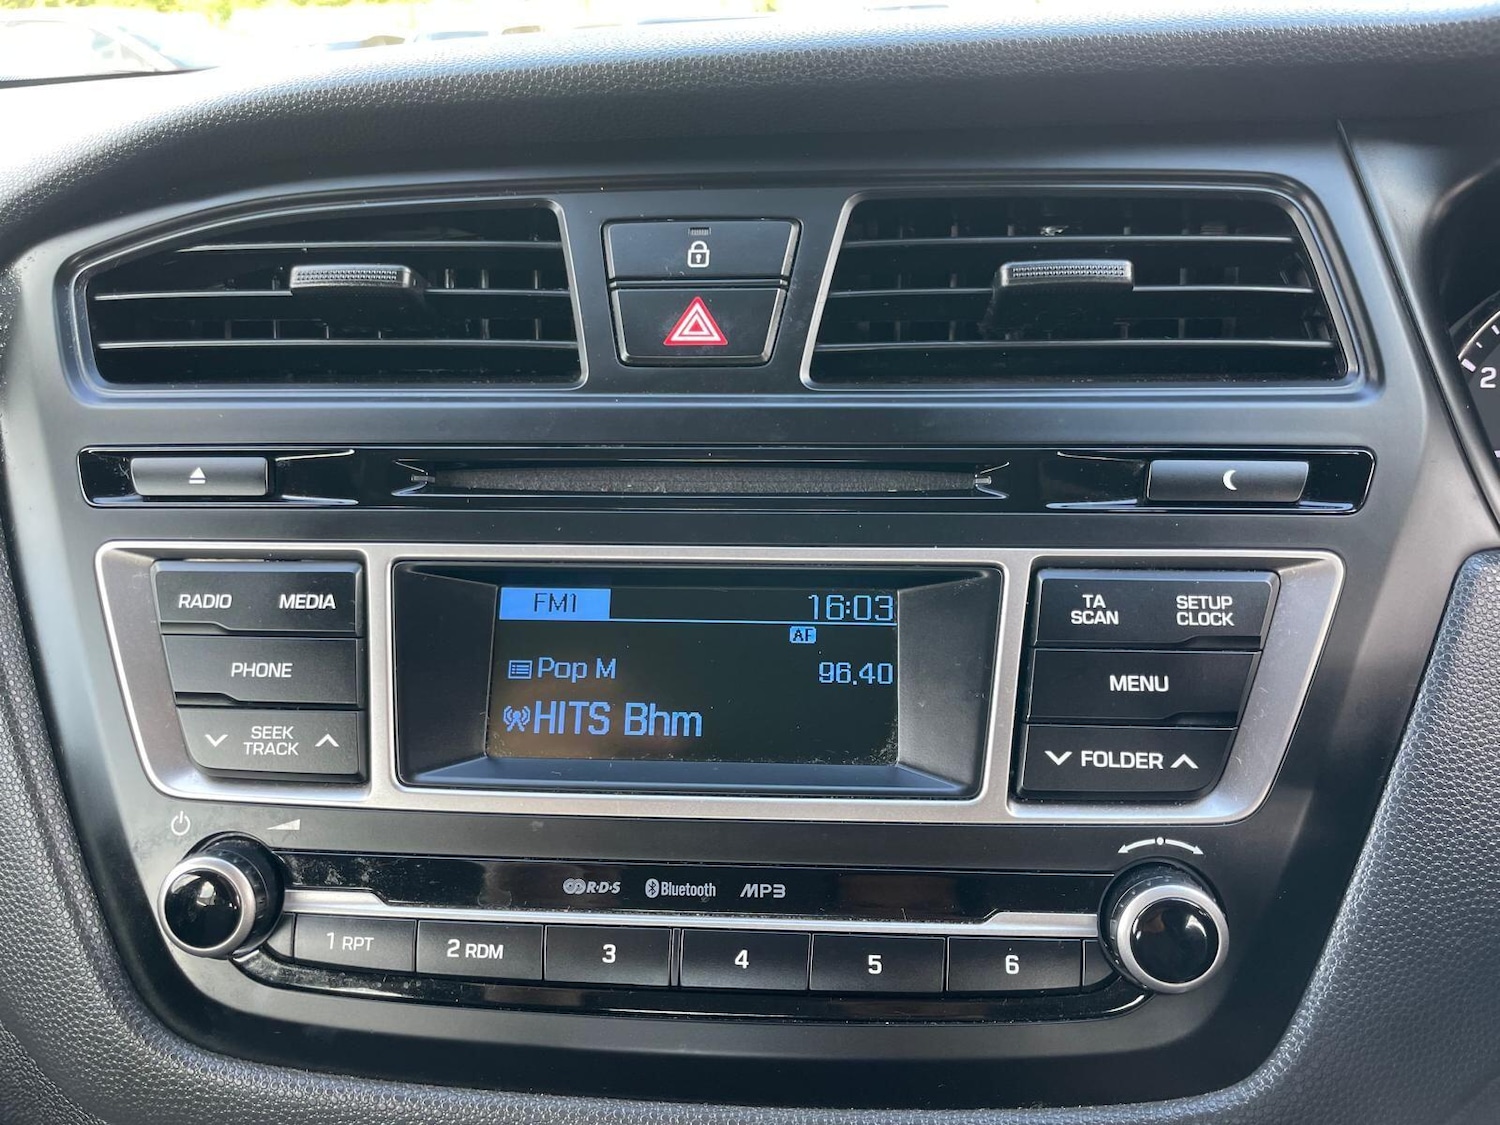 RADIO MEDIA
PHONE
SEEK
TRACK
FM1 16:03
AF
Pop M 96.40
HITS Bhm
TA
SCAN
SETUP
CLOCK
MENU
FOLDER
R·D·S Bluetooth MP3
1 RPT 2 RDM 3 4 5 6
2